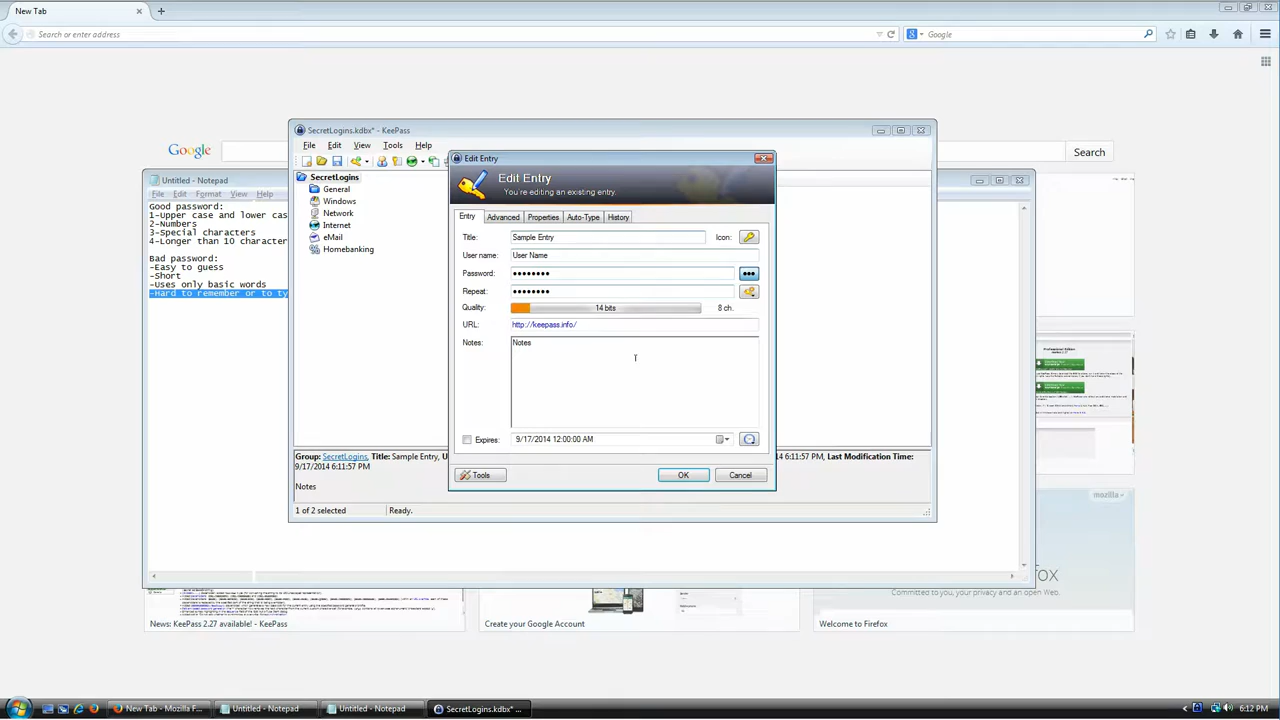 New Tab
Search or enter address
Google
Google
Search
SecretLogins.kdbx* - KeePass
File Edit View Tools Help
SecretLogins
General
Windows
Network
Internet
eMail
Homebanking
Untitled - Notepad
File Edit Format View Help
Good password:
1-Upper case and lower cas
2-Numbers
3-Special characters
4-Longer than 10 character
Bad password:
-Easy to guess
-Short
-Uses only basic words
-Hard to remember or to ty
Edit Entry
Edit Entry
You're editing an existing entry.
Entry Advanced Properties Auto-Type History
Title: Sample Entry Icon:
User name: User Name
Password: ••••••••
Repeat: ••••••••
Quality: 14 bits 8 ch.
URL: http://keepass.info/
Notes: Notes
Expires: 9/17/2014 12:00:00 AM
Tools OK Cancel
Group: SecretLogins, Title: Sample Entry, U
6:11:57 PM, Last Modification Time:
9/17/2014 6:11:57 PM
Notes
1 of 2 selected Ready.
mozilla
Committed to you, your privacy and an open Web.
News: KeePass 2.27 available! - KeePass
Create your Google Account
Welcome to Firefox
New Tab - Mozilla F...
Untitled - Notepad
Untitled - Notepad
SecretLogins.kdbx* ...
6:12 PM